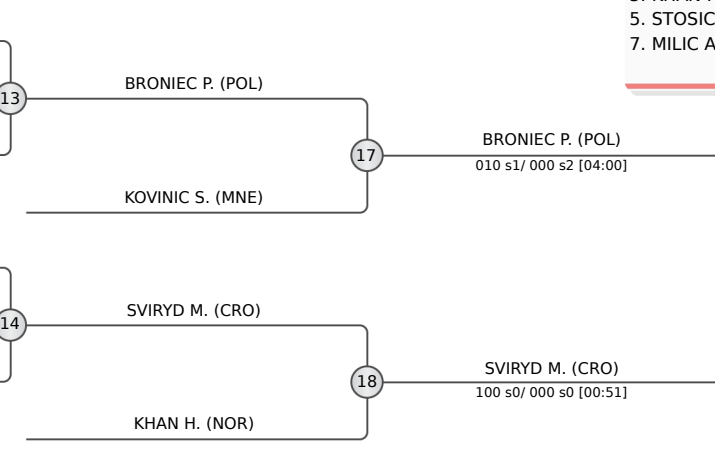 5. STOSIC
7. MILIC A
13
BRONIEC P. (POL)
17
BRONIEC P. (POL)
010 s1/ 000 s2 [04:00]
KOVINIC S. (MNE)
14
SVIRYD M. (CRO)
18
SVIRYD M. (CRO)
100 s0/ 000 s0 [00:51]
KHAN H. (NOR)